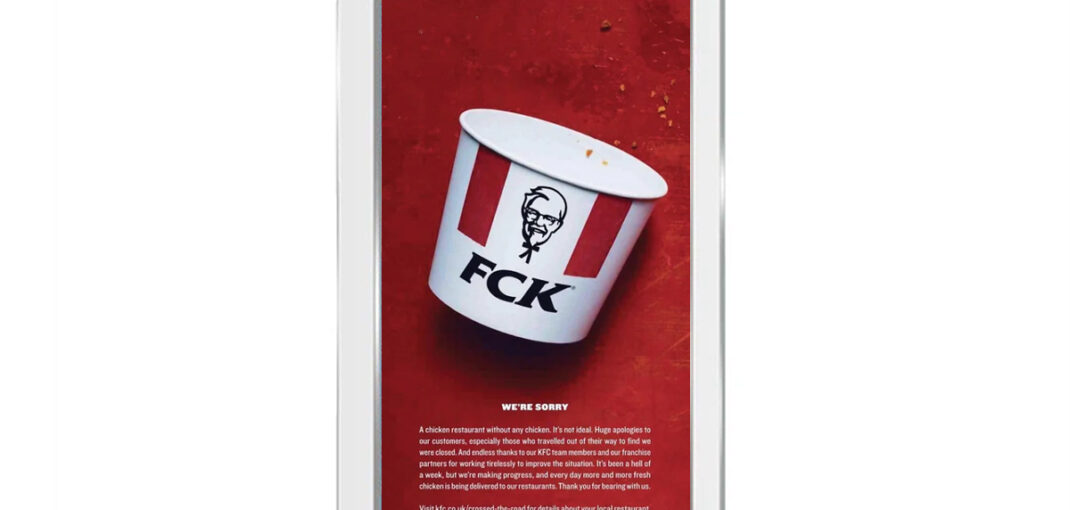 FCK
WE'RE SORRY
A chicken restaurant without any chicken. It's not ideal. Huge apologies to
our customers, especially those who travelled out of their way to find we
were closed. And endless thanks to our KFC team members and our franchise
partners for working tirelessly to improve the situation. It's been a hell of
a week, but we're making progress, and every day more and more fresh
chicken is being delivered to our restaurants. Thank you for bearing with us.
Visit kfc.co.uk/crossed-the-road for details about your local restaurant.